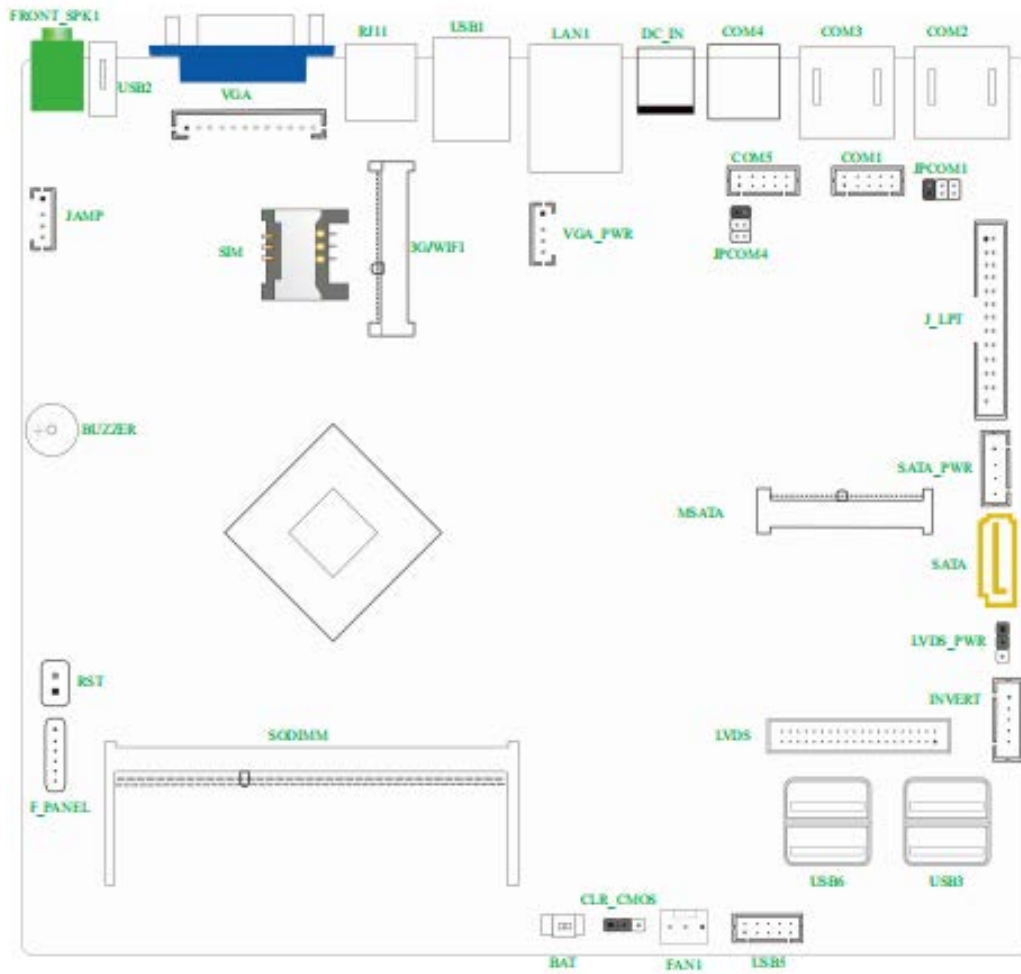 FRONT_SPK1
USB2
VGA
RJ11
USB1
LAN1
DC_IN
COM4
COM3
COM2
COM5
COM1
JPCOM1
JAMP
SIM
3G/WIFI
VGA_PWR
JPCOM4
J_LPT
BUZZER
SATA_PWR
MSATA
SATA
LVDS_PWR
RST
INVERT
SODIMM
LVDS
F_PANEL
USB6
USB3
CLR_CMOS
BAT
FAN1
USB5